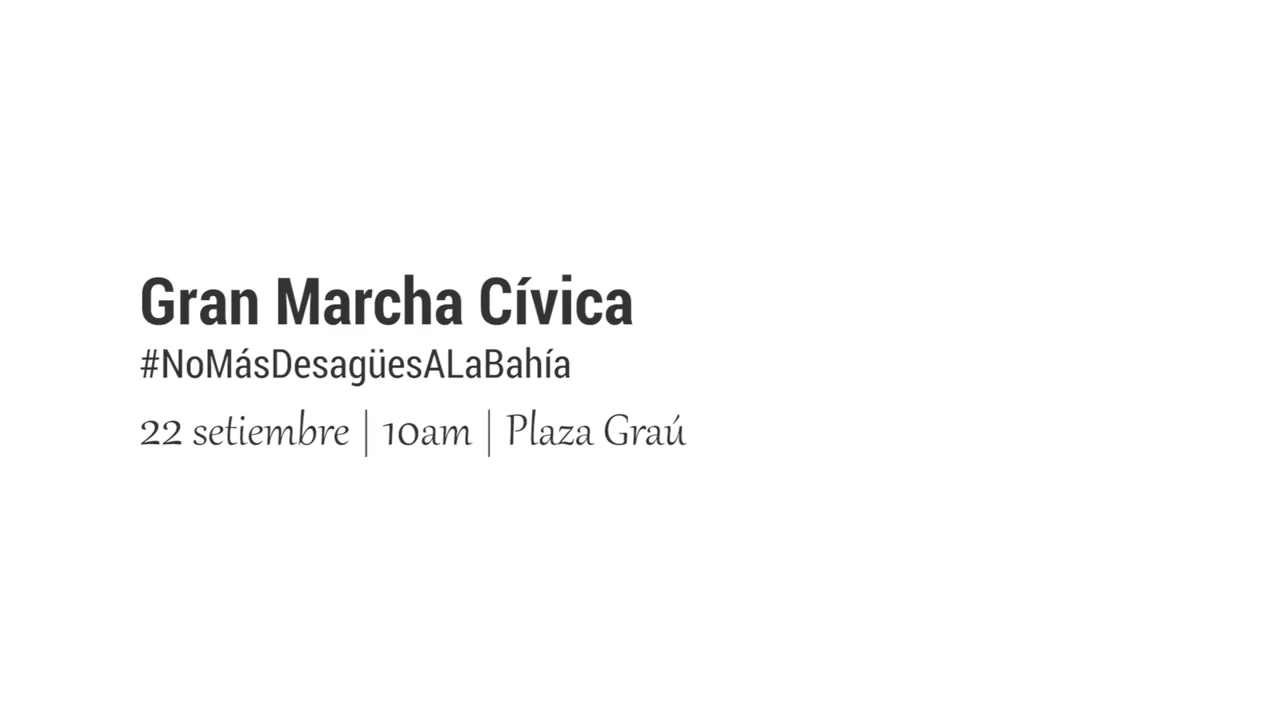 Gran Marcha Cívica
#NoMásDesagüesALaBahía
22 setiembre | 10am | Plaza Graú